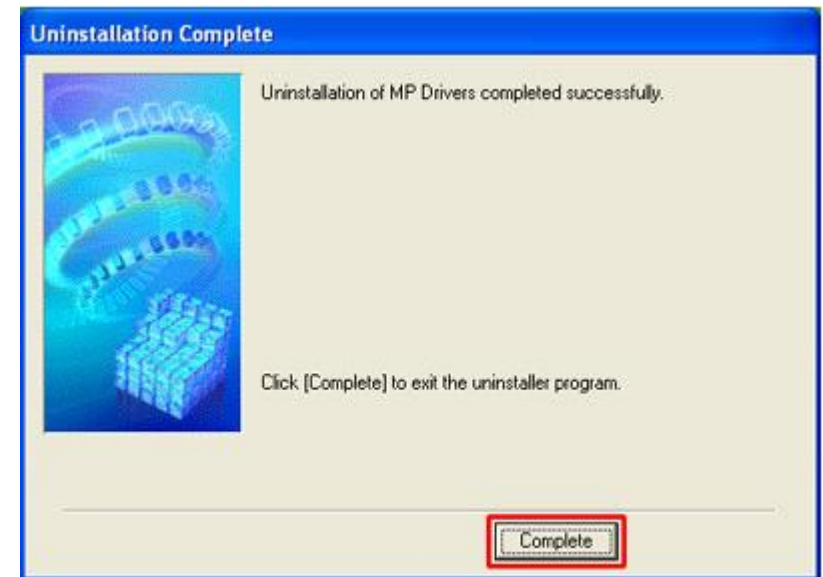 Uninstallation Complete
Uninstallation of MP Drivers completed successfully.
Click [Complete] to exit the uninstaller program.
Complete